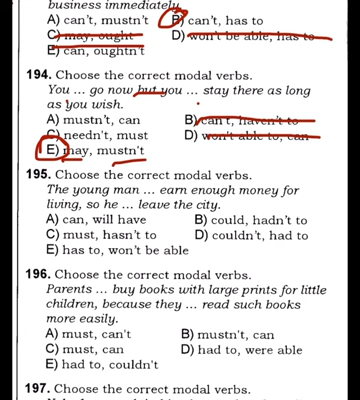 business immediately.
A) can't, mustn't B) can't, has to
C) may, ought D) won't be able, has to
E) can, oughtn't
194. Choose the correct modal verbs.
You ... go now but you ... stay there as long
as you wish.
A) mustn't, can B) can't, haven't to
C) needn't, must D) won't able to, can
E) may, mustn't
195. Choose the correct modal verbs.
The young man ... earn enough money for
living, so he ... leave the city.
A) can, will have B) could, hadn't to
C) must, hasn't to D) couldn't, had to
E) has to, won't be able
196. Choose the correct modal verbs.
Parents ... buy books with large prints for little
children, because they ... read such books
more easily.
A) must, can't B) mustn't, can
C) must, can D) had to, were able
E) had to, couldn't
197. Choose the correct modal verbs.